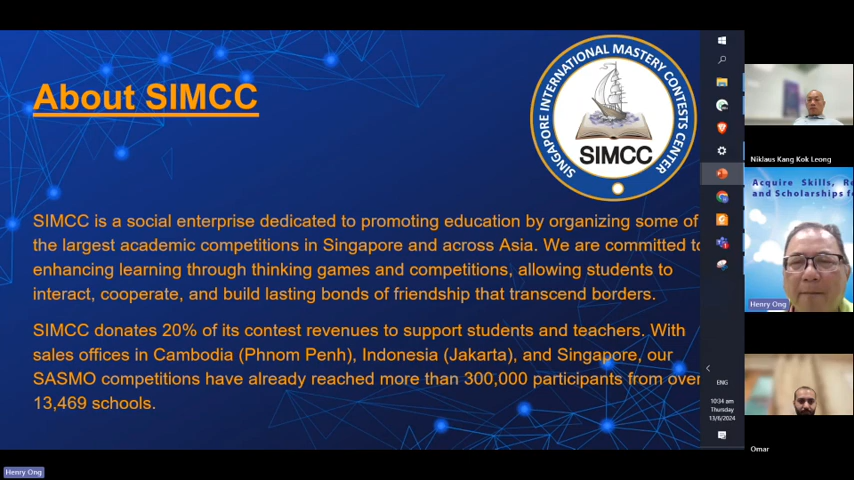 About SIMCC
SINGAPORE INTERNATIONAL MASTERY CONTESTS CENTER
SIMCC
SIMCC is a social enterprise dedicated to promoting education by organizing some of
the largest academic competitions in Singapore and across Asia. We are committed to
enhancing learning through thinking games and competitions, allowing students to
interact, cooperate, and build lasting bonds of friendship that transcend borders.
SIMCC donates 20% of its contest revenues to support students and teachers. With
sales offices in Cambodia (Phnom Penh), Indonesia (Jakarta), and Singapore, our
SASMO competitions have already reached more than 300,000 participants from over
13,469 schools.
ENG
10:34 pm
Thursday
13/6/2024
Niklaus Kang Kok Leong
Acquire Skills, Re
and Scholarships fo
Henry Ong
Omar
Henry Ong